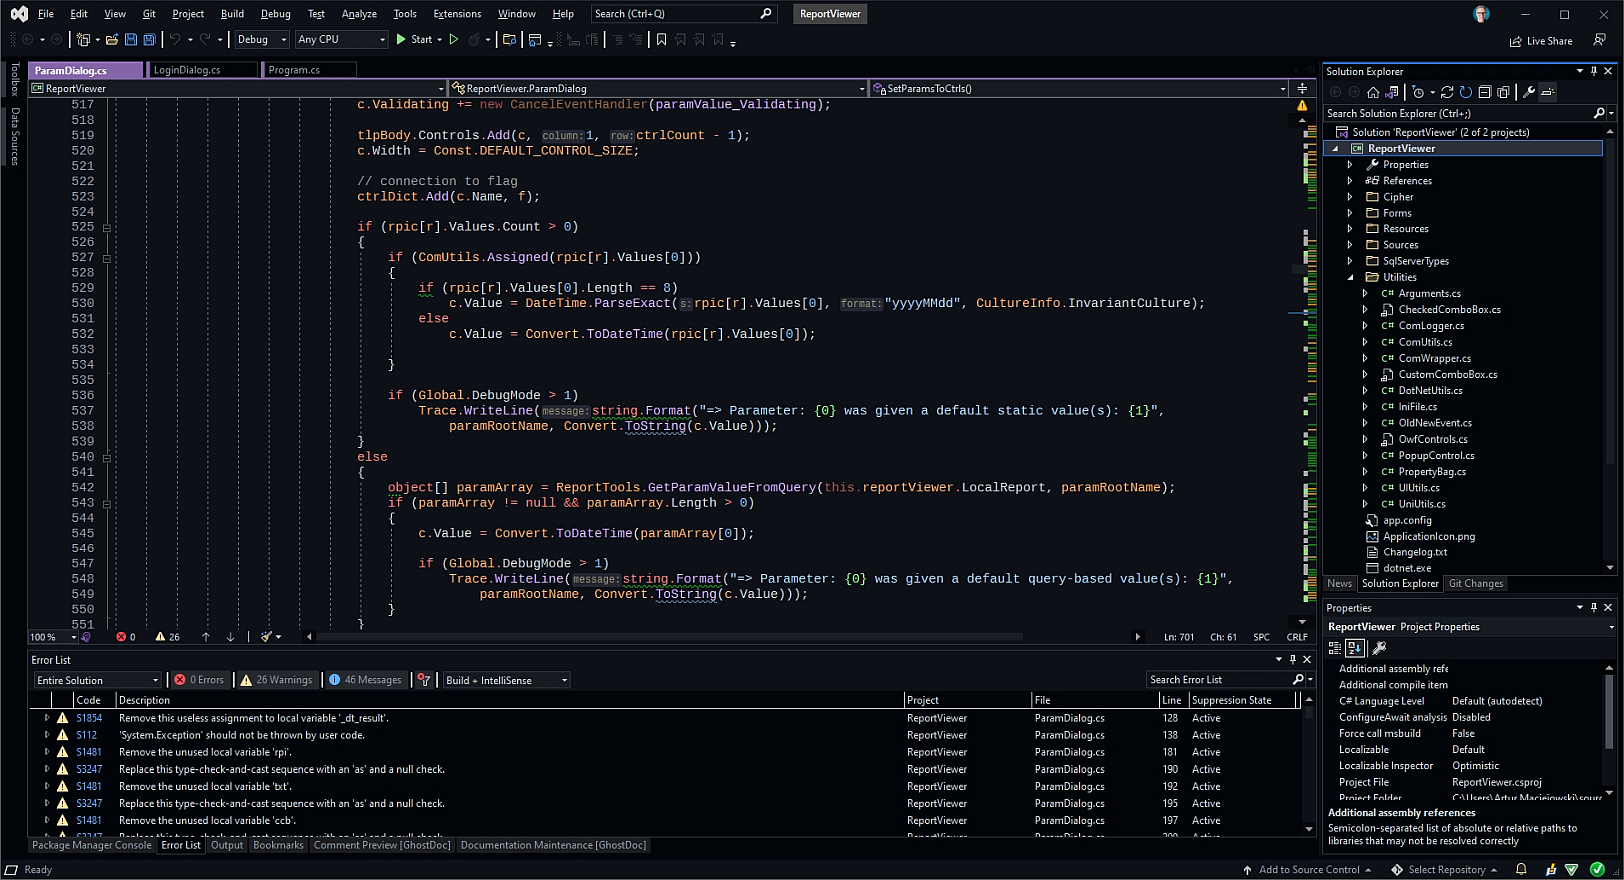 File Edit View Git Project Build Debug Test Analyze Tools Extensions Window Help Search (Ctrl+Q) ReportViewer
Debug Any CPU Start Live Share
Toolbox
Data Sources
ParamDialog.cs LoginDialog.cs Program.cs
ReportViewer ReportViewer.ParamDialog SetParamsToCtrls()
517 c.Validating += new CancelEventHandler(paramValue_Validating);
518
519 tlpBody.Controls.Add(c, column:1, row:ctrlCount - 1);
520 c.Width = Const.DEFAULT_CONTROL_SIZE;
521
522 // connection to flag
523 ctrlDict.Add(c.Name, f);
524
525 if (rpic[r].Values.Count > 0)
526 {
527 if (ComUtils.Assigned(rpic[r].Values[0]))
528 {
529 if (rpic[r].Values[0].Length == 8)
530 c.Value = DateTime.ParseExact(s:rpic[r].Values[0], format:"yyyyMMdd", CultureInfo.InvariantCulture);
531 else
532 c.Value = Convert.ToDateTime(rpic[r].Values[0]);
533
534 }
535
536 if (Global.DebugMode > 1)
537 Trace.WriteLine(message:string.Format("=> Parameter: {0} was given a default static value(s): {1}",
538 paramRootName, Convert.ToString(c.Value)));
539 }
540 else
541 {
542 object[] paramArray = ReportTools.GetParamValueFromQuery(this.reportViewer.LocalReport, paramRootName);
543 if (paramArray != null && paramArray.Length > 0)
544 {
545 c.Value = Convert.ToDateTime(paramArray[0]);
546
547 if (Global.DebugMode > 1)
548 Trace.WriteLine(message:string.Format("=> Parameter: {0} was given a default query-based value(s): {1}",
549 paramRootName, Convert.ToString(c.Value)));
550 }
551 }
100 % 0 26 Ln: 701 Ch: 61 SPC CRLF
Error List
Entire Solution 0 Errors 26 Warnings 46 Messages Build + IntelliSense Search Error List
Code Description Project File Line Suppression State
S1854 Remove this useless assignment to local variable '_dt_result'. ReportViewer ParamDialog.cs 128 Active
S112 'System.Exception' should not be thrown by user code. ReportViewer ParamDialog.cs 138 Active
S1481 Remove the unused local variable 'rpi'. ReportViewer ParamDialog.cs 181 Active
S3247 Replace this type-check-and-cast sequence with an 'as' and a null check. ReportViewer ParamDialog.cs 190 Active
S1481 Remove the unused local variable 'txt'. ReportViewer ParamDialog.cs 192 Active
S3247 Replace this type-check-and-cast sequence with an 'as' and a null check. ReportViewer ParamDialog.cs 195 Active
S1481 Remove the unused local variable 'ccb'. ReportViewer ParamDialog.cs 197 Active
S3247 Replace this type-check-and-cast sequence with an 'as' and a null check. ReportViewer ParamDialog.cs
Package Manager Console Error List Output Bookmarks Comment Preview [GhostDoc] Documentation Maintenance [GhostDoc]
Solution Explorer
Search Solution Explorer (Ctrl+;)
Solution 'ReportViewer' (2 of 2 projects)
C# ReportViewer
Properties
References
Cipher
Forms
Resources
Sources
SqlServerTypes
Utilities
C# Arguments.cs
CheckedComboBox.cs
C# ComLogger.cs
C# ComUtils.cs
C# ComWrapper.cs
CustomComboBox.cs
C# DotNetUtils.cs
C# IniFile.cs
C# OldNewEvent.cs
OwfControls.cs
C# PopupControl.cs
C# PropertyBag.cs
C# UIUtils.cs
C# UniUtils.cs
app.config
ApplicationIcon.png
Changelog.txt
dotnet.exe
News Solution Explorer Git Changes
Properties
ReportViewer Project Properties
Additional assembly refe
Additional compile item
C# Language Level Default (autodetect)
ConfigureAwait analysis Disabled
Force call msbuild False
Localizable Default
Localizable Inspector Optimistic
Project File ReportViewer.csproj
Project Folder C:\Users\Artur Maciejowski\sourc
Additional assembly references
Semicolon-separated list of absolute or relative paths to
libraries that may not be resolved correctly
Ready Add to Source Control Select Repository